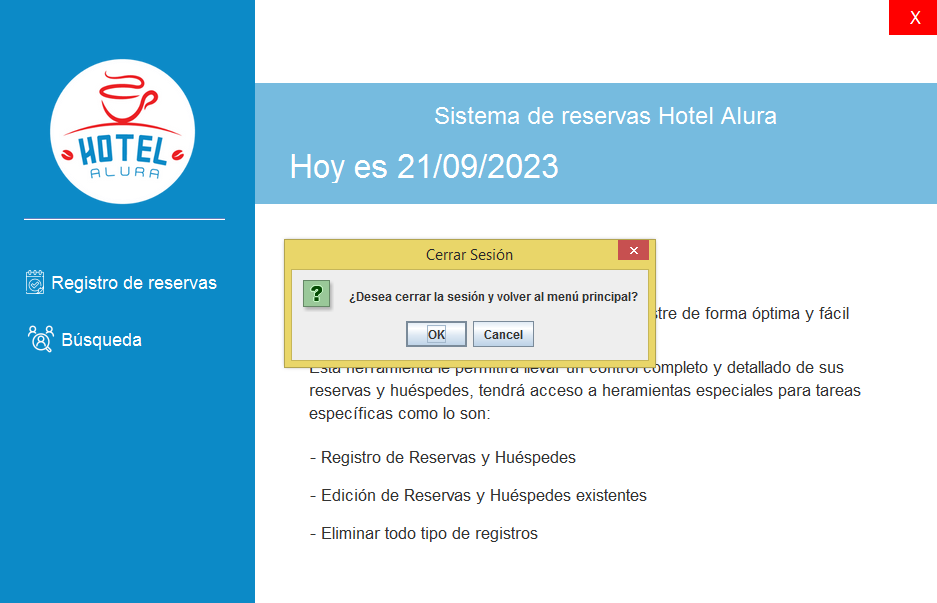 X
HOTEL
ALURA
Sistema de reservas Hotel Alura
Hoy es 21/09/2023
Registro de reservas
Búsqueda
Cerrar Sesión
?
¿Desea cerrar la sesión y volver al menú principal?
OK
Cancel
de forma óptima y fácil
Esta herramienta le permitirá llevar un control completo y detallado de sus
reservas y huéspedes, tendrá acceso a heramientas especiales para tareas
específicas como lo son:
- Registro de Reservas y Huéspedes
- Edición de Reservas y Huéspedes existentes
- Eliminar todo tipo de registros